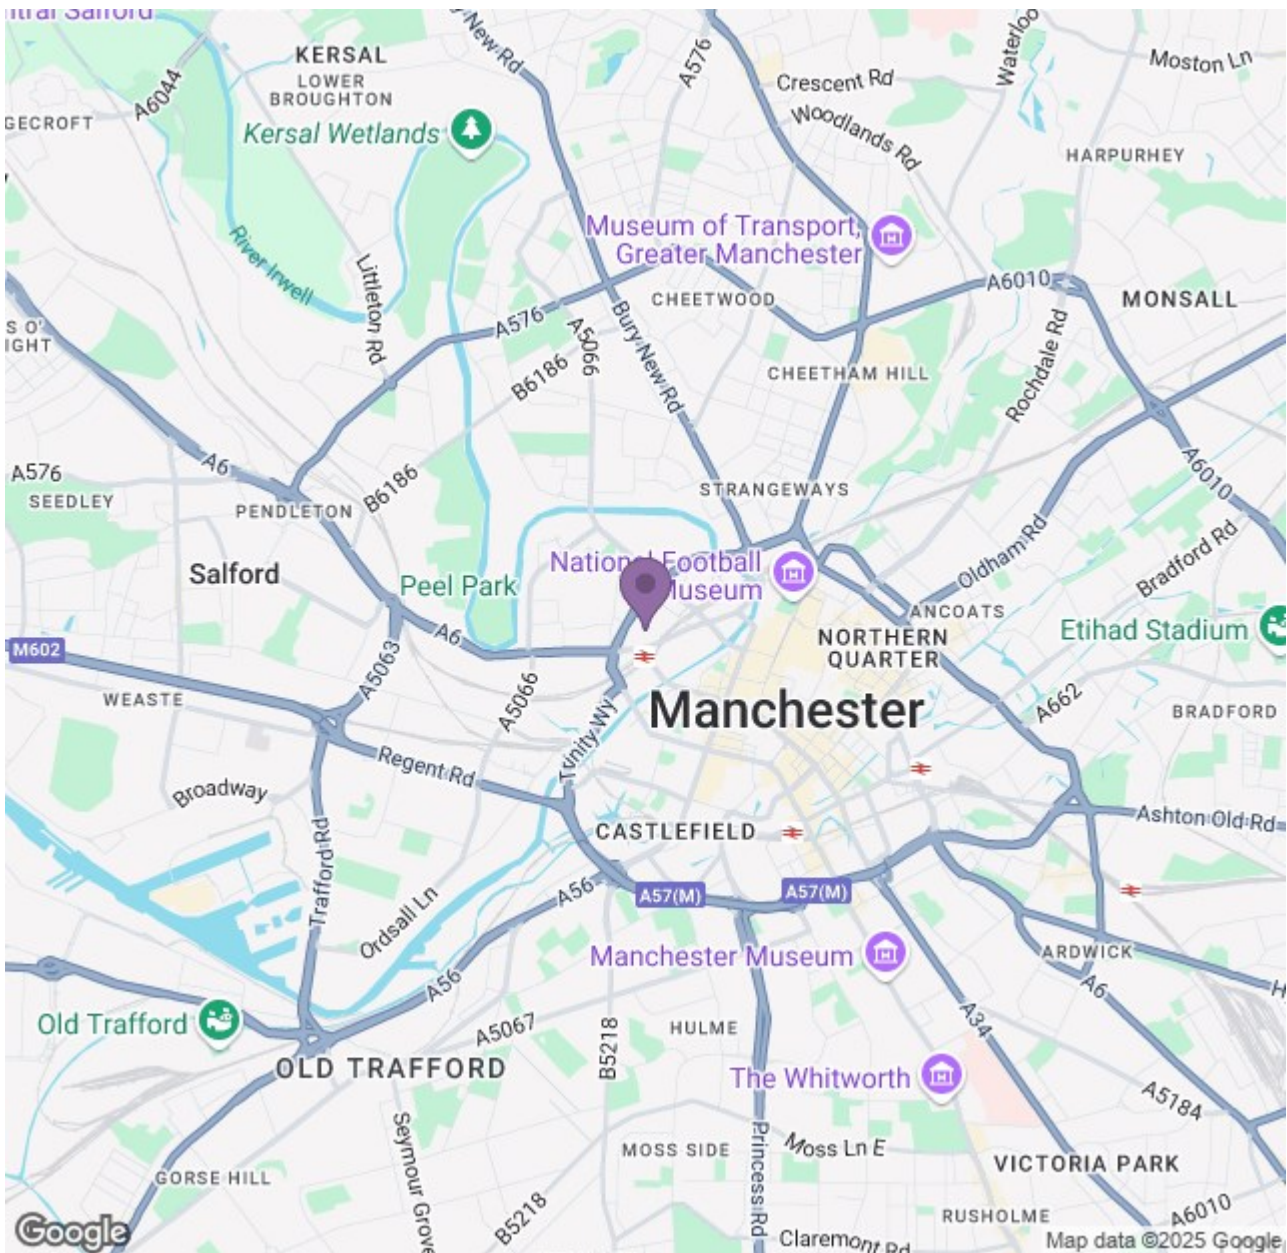 ntral Salford
KERSAL
LOWER
BROUGHTON
A6044
GECROFT
Kersal Wetlands
y New Rd
A576
Crescent Rd
Woodlands Rd
Waterloo
Moston Ln
HARPURHEY
Museum of Transport,
Greater Manchester
River Irwell
Littleton Rd
CHEETWOOD
A6010
MONSALL
S O'
IGHT
A576
A5066
B6186
Bury New Rd
CHEETHAM HILL
Rochdale Rd
A6
A576
SEEDLEY
B6186
PENDLETON
STRANGEWAYS
A6010
Bradford Rd
Oldham Rd
Salford
Peel Park
National Football
Museum
ANCOATS
NORTHERN
QUARTER
Etihad Stadium
M602
A6
A5063
A5066
WEASTE
Manchester
A662
BRADFORD
Trinity Wy
Regent Rd
Broadway
CASTLEFIELD
Ashton Old Rd
Trafford Rd
A56
A57(M)
A57(M)
Ordsall Ln
Manchester Museum
ARDWICK
A56
A6
H
Old Trafford
A5067
B5218
HULME
A34
OLD TRAFFORD
The Whitworth
A5184
Seymour Grove
MOSS SIDE
Princess Rd
Moss Ln E
VICTORIA PARK
GORSE HILL
B5218
RUSHOLME
A6010
Claremont Rd
Google
Map data ©2025 Google